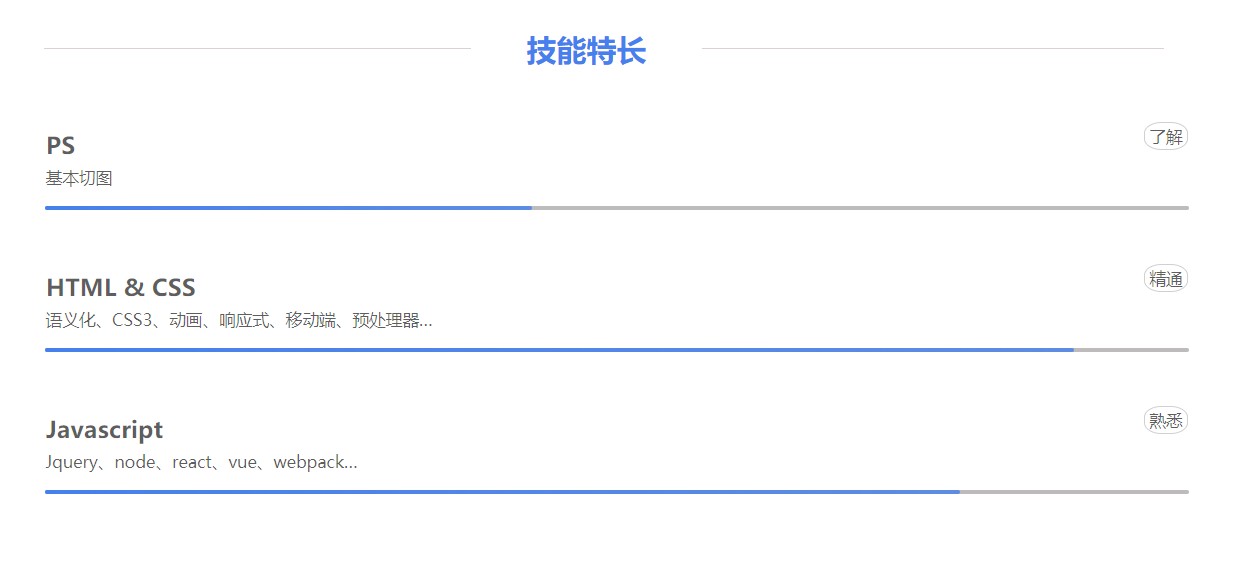 技能特长
PS
了解
基本切图
HTML & CSS
精通
语义化、CSS3、动画、响应式、移动端、预处理器...
Javascript
熟悉
Jquery、node、react、vue、webpack...